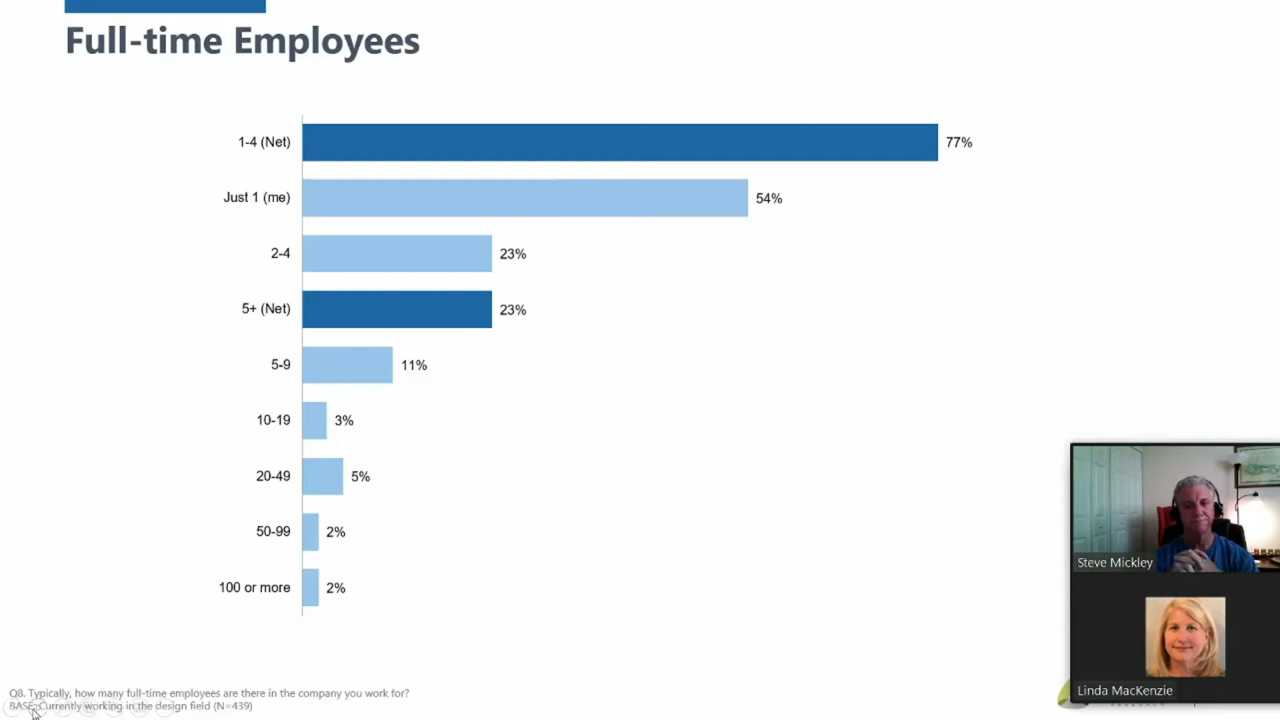 Full-time Employees
1-4 (Net) 77%
Just 1 (me) 54%
2-4 23%
5+ (Net) 23%
5-9 11%
10-19 3%
20-49 5%
50-99 2%
100 or more 2%
Steve Mickley
Linda MacKenzie
Q8. Typically, how many full-time employees are there in the company you work for?
BASE: Currently working in the design field (N=439)